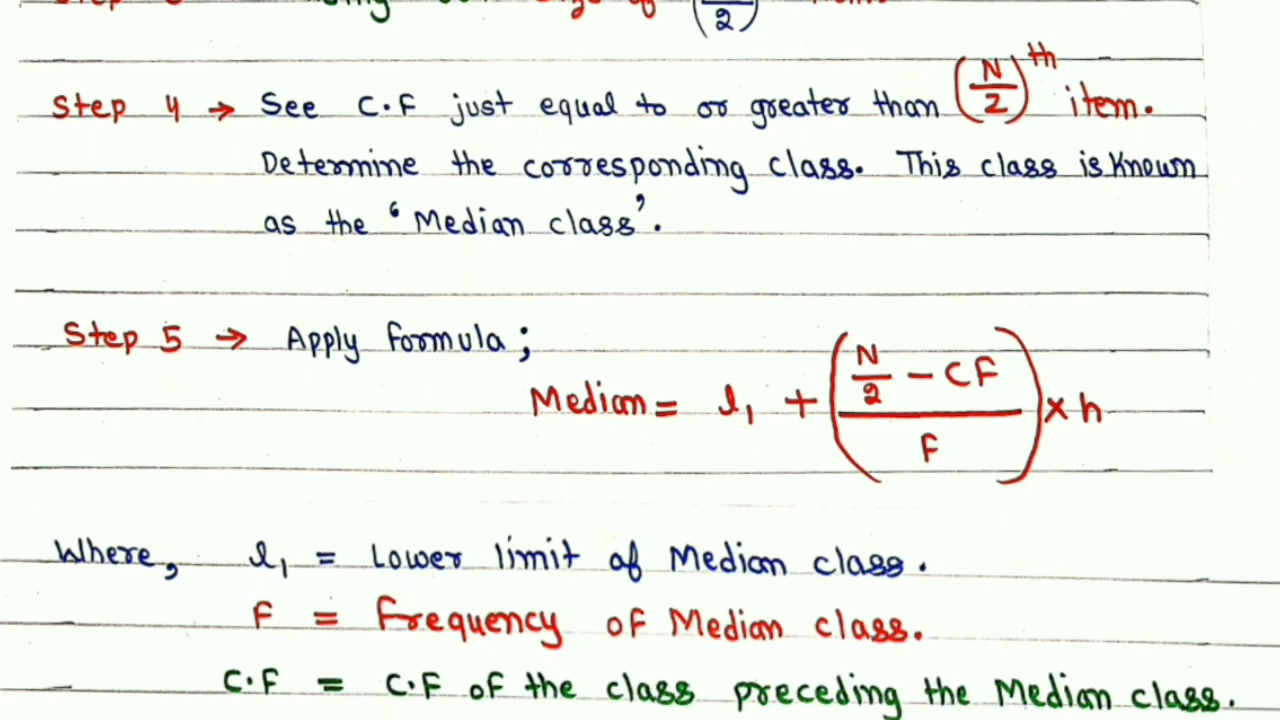 Step 4 → See C.F just equal to or greater than (N/2)th item.
Determine the corresponding class. This class is Known
as the ‘Median class’.
Step 5 → Apply formula;
Median = l₁ + ((N/2 - CF)/F) × h
Where, l₁ = Lower limit of Median class.
F = Frequency of Median class.
C.F = C.F of the class preceding the Median class.